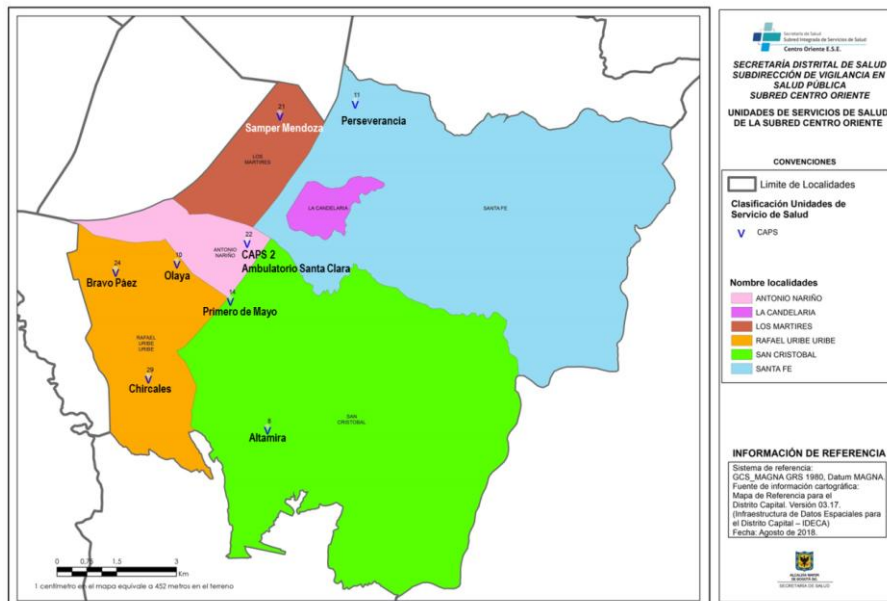 21
Samper Mendoza
LOS
MARTIRES
11
Perseverancia
LA CANDELARIA
SANTA FE
22
ANTONIO
NARIÑO
CAPS 2
Ambulatorio Santa Clara
10
Olaya
24
Bravo Páez
14
Primero de Mayo
RAFAEL
URIBE
URIBE
29
Chircales
SAN
CRISTOBAL
Altamira
0 0.75 1.5 3
Km
1 centímetro en el mapa equivale a 452 metros en el terreno
Secretaría de Salud
Subred Integrada de Servicios de Salud
Centro Oriente E.S.E.
SECRETARÍA DISTRITAL DE SALUD
SUBDIRECCIÓN DE VIGILANCIA EN
SALUD PÚBLICA
SUBRED CENTRO ORIENTE
UNIDADES DE SERVICIOS DE SALUD
DE LA SUBRED CENTRO ORIENTE
CONVENCIONES
Limite de Localidades
Clasificación Unidades de
Servicio de Salud
CAPS
Nombre localidades
ANTONIO NARIÑO
LA CANDELARIA
LOS MARTIRES
RAFAEL URIBE URIBE
SAN CRISTOBAL
SANTA FE
INFORMACIÓN DE REFERENCIA
Sistema de referencia:
GCS_MAGNA GRS 1980, Datum MAGNA.
Fuente de información cartográfica:
Mapa de Referencia para el
Distrito Capital. Versión 03.17.
(Infraestructura de Datos Espaciales para
el Distrito Capital – IDECA)
Fecha: Agosto de 2018.
ALCALDÍA MAYOR
DE BOGOTÁ D.C.
SECRETARÍA DE SALUD